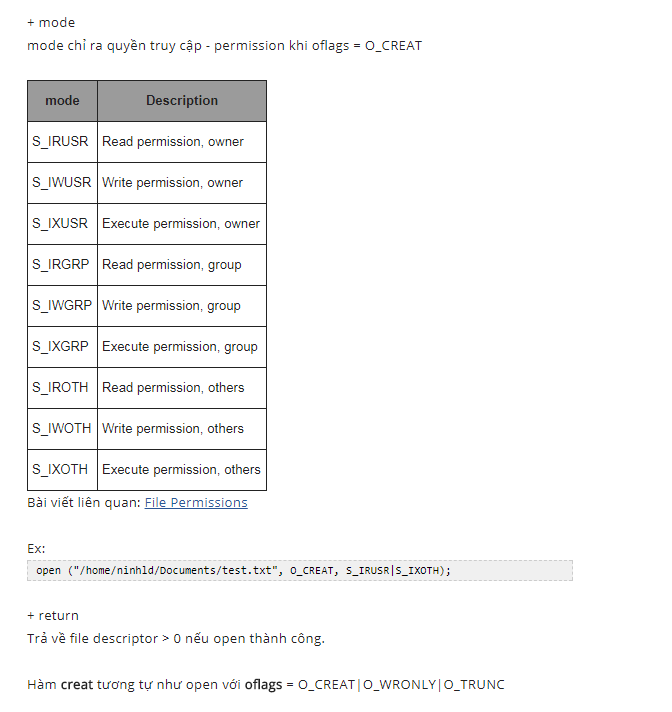 + mode
mode chỉ ra quyền truy cập - permission khi oflags = O_CREAT
mode Description
S_IRUSR Read permission, owner
S_IWUSR Write permission, owner
S_IXUSR Execute permission, owner
S_IRGRP Read permission, group
S_IWGRP Write permission, group
S_IXGRP Execute permission, group
S_IROTH Read permission, others
S_IWOTH Write permission, others
S_IXOTH Execute permission, others
Bài viết liên quan: File Permissions
Ex:
open ("/home/ninhld/Documents/test.txt", O_CREAT, S_IRUSR|S_IXOTH);
+ return
Trả về file descriptor > 0 nếu open thành công.
Hàm creat tương tự như open với oflags = O_CREAT|O_WRONLY|O_TRUNC